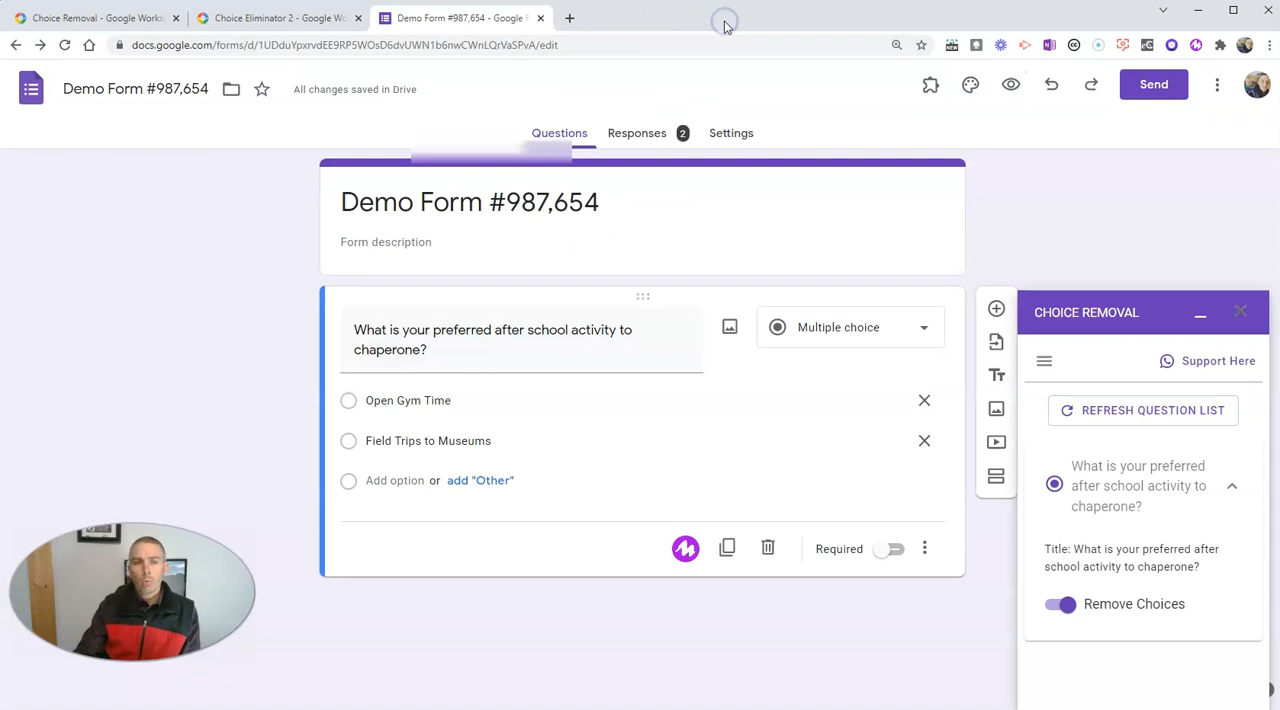 Choice Removal - Google Works
Choice Eliminator 2 - Google Wo
Demo Form #987,654 - Google F
docs.google.com/forms/d/1UDduYpxrvdEE9RP5WOsD6dvUWN1b6nwCWnLQrVaSPvA/edit
Demo Form #987,654
All changes saved in Drive
Send
Questions
Responses 2
Settings
Demo Form #987,654
Form description
What is your preferred after school activity to
chaperone?
Multiple choice
Open Gym Time
Field Trips to Museums
Add option or add "Other"
Required
CHOICE REMOVAL
Support Here
REFRESH QUESTION LIST
What is your preferred
after school activity to
chaperone?
Title: What is your preferred after
school activity to chaperone?
Remove Choices